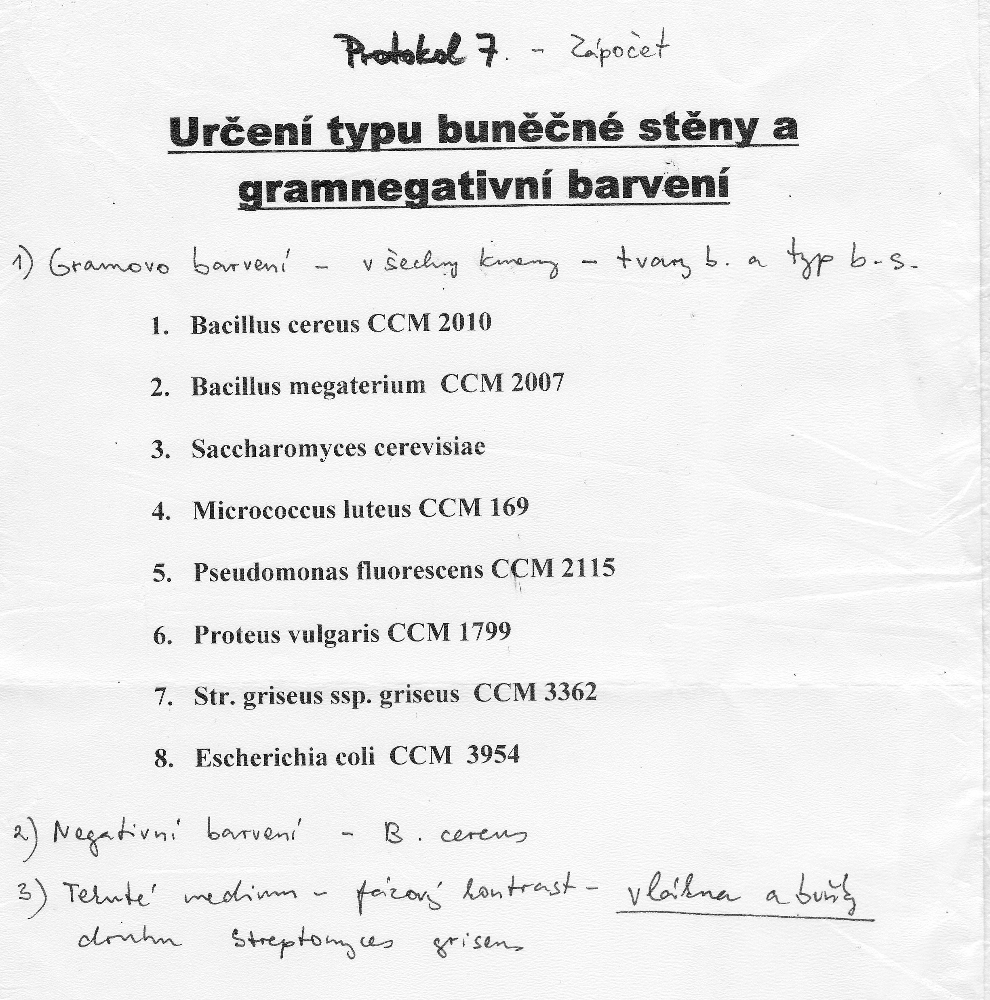 Protokol 7. - Zápočet
Určení typu buněčné stěny a
gramnegativní barvení
1) Gramovo barvení - všechny kmeny - tvary b. a typ b.s.
1. Bacillus cereus CCM 2010
2. Bacillus megaterium CCM 2007
3. Saccharomyces cerevisiae
4. Micrococcus luteus CCM 169
5. Pseudomonas fluorescens CCM 2115
6. Proteus vulgaris CCM 1799
7. Str. griseus ssp. griseus CCM 3362
8. Escherichia coli CCM 3954
2) Negativní barvení - B. cereus
3) Tekuté medium - fázový kontrast - vlákna a buňky
druhu Streptomyces griseus